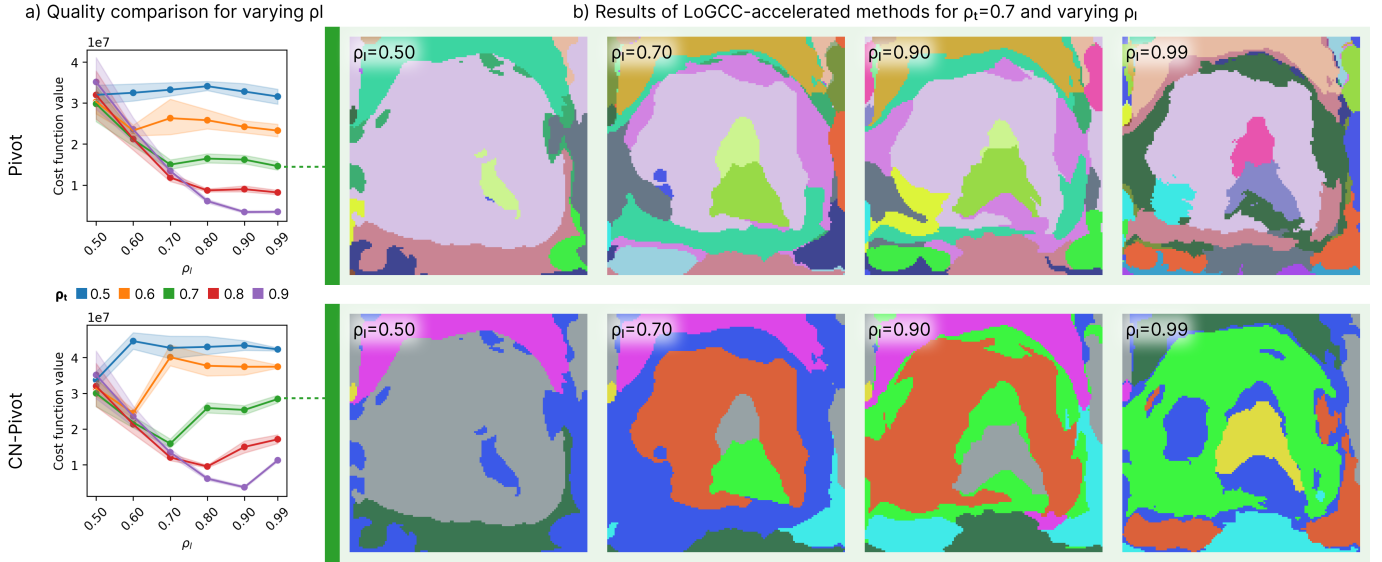 a) Quality comparison for varying ρl
b) Results of LoGCC-accelerated methods for ρt=0.7 and varying ρl
Pivot
1e7
Cost function value
4
3
2
1
0.50 0.60 0.70 0.80 0.90 0.99
ρl
ρl=0.50
ρl=0.70
ρl=0.90
ρl=0.99
ρt 0.5 0.6 0.7 0.8 0.9
CN-Pivot
1e7
Cost function value
4
3
2
1
0.50 0.60 0.70 0.80 0.90 0.99
ρl
ρl=0.50
ρl=0.70
ρl=0.90
ρl=0.99